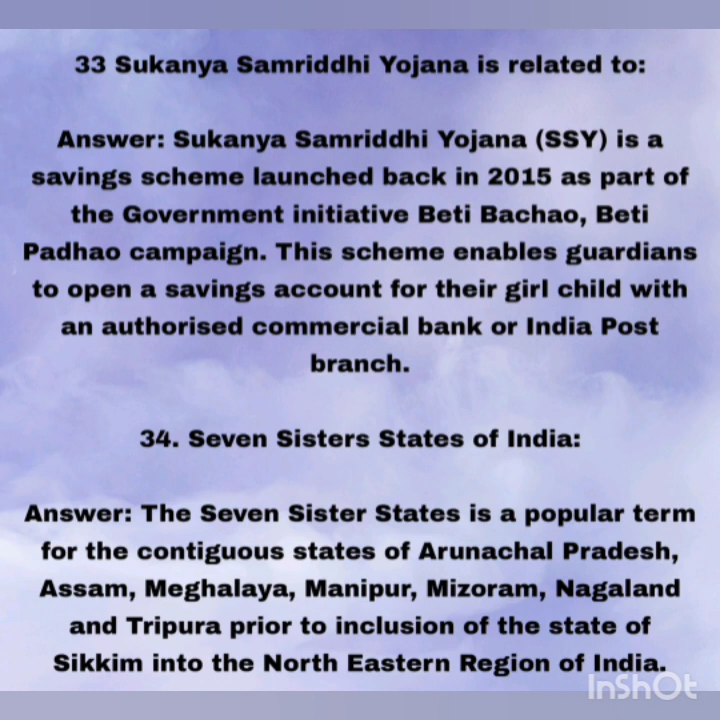 33 Sukanya Samriddhi Yojana is related to:
Answer: Sukanya Samriddhi Yojana (SSY) is a
savings scheme launched back in 2015 as part of
the Government initiative Beti Bachao, Beti
Padhao campaign. This scheme enables guardians
to open a savings account for their girl child with
an authorised commercial bank or India Post
branch.
34. Seven Sisters States of India:
Answer: The Seven Sister States is a popular term
for the contiguous states of Arunachal Pradesh,
Assam, Meghalaya, Manipur, Mizoram, Nagaland
and Tripura prior to inclusion of the state of
Sikkim into the North Eastern Region of India.
InShOt